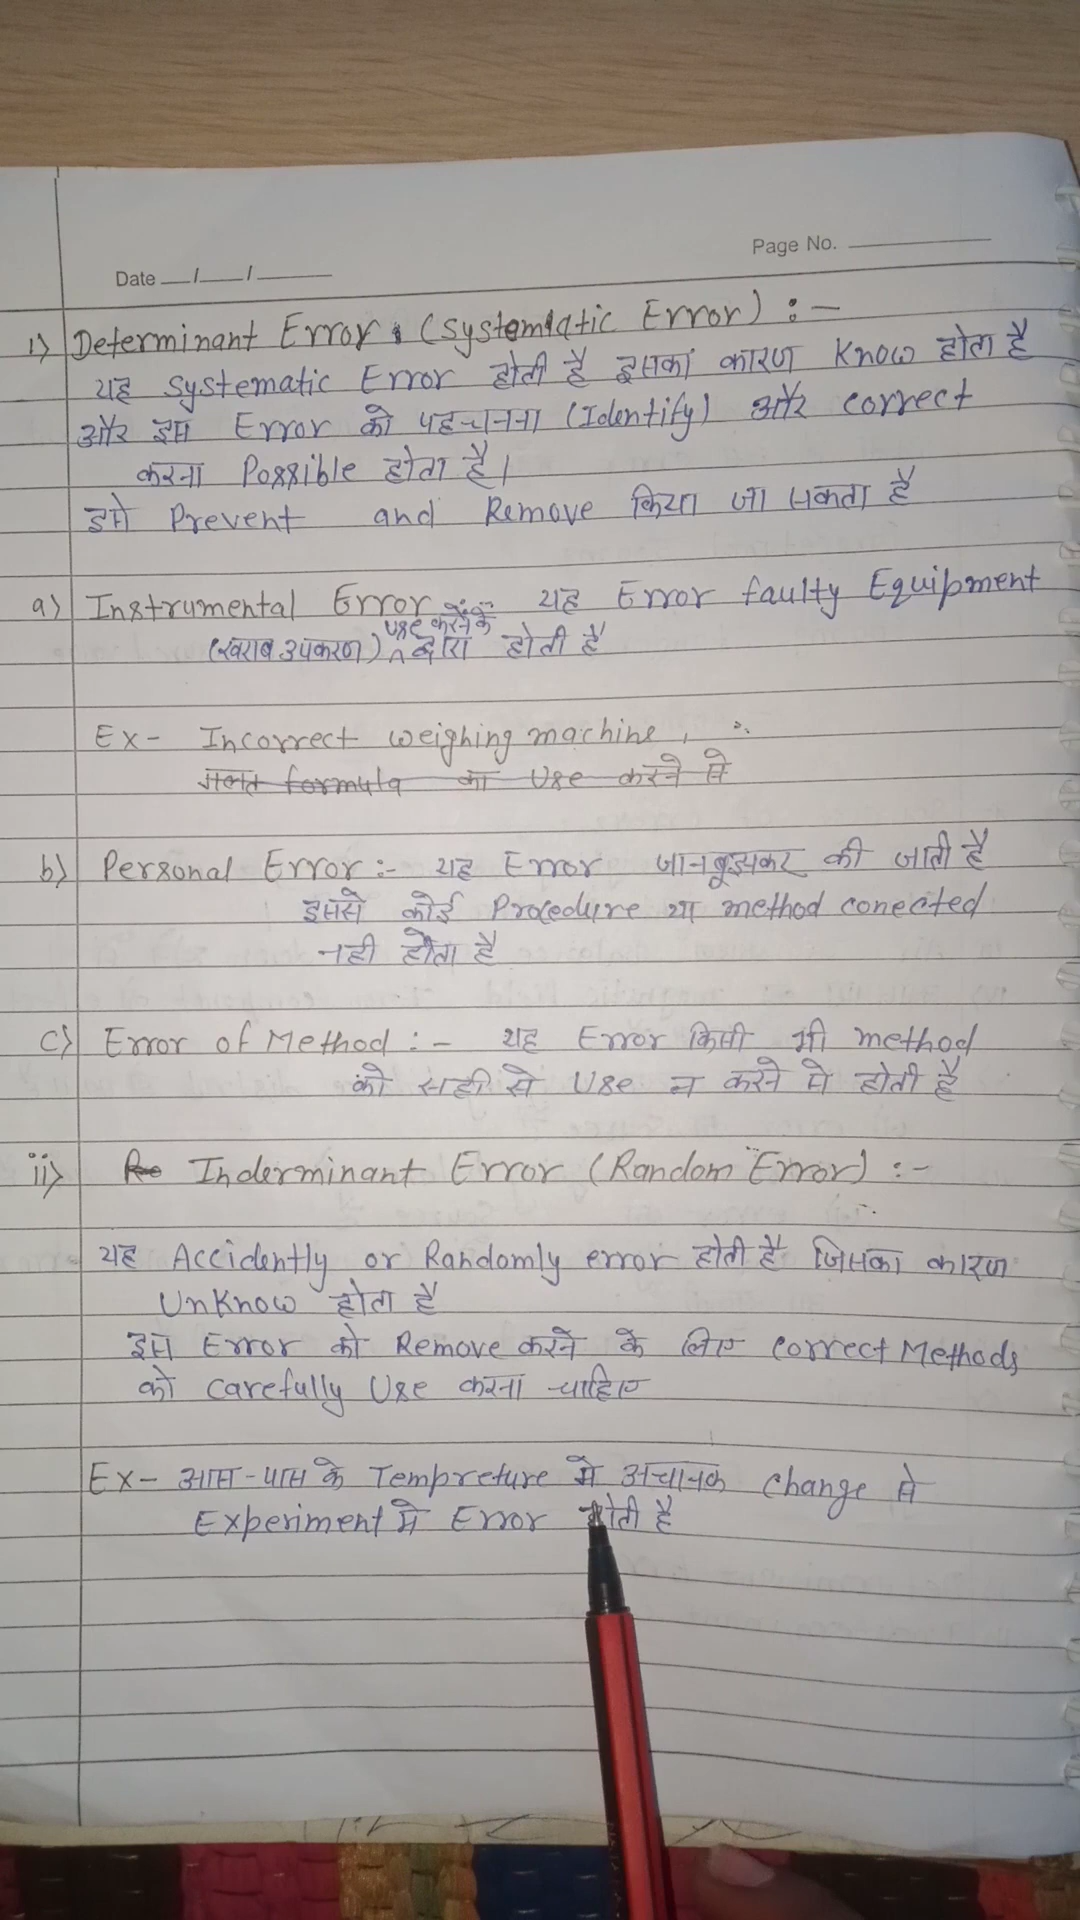 Page No.
Date __/__/____
i) Determinant Error (Systematic Error) :-
यह Systematic Error होती है इसका कारण Know होता है
और इस Error को पहचानना (Identify) और correct
करना Possible होता है।
इसे Prevent and Remove किया जा सकता है
a) Instrumental Error :- यह Error faulty Equipment
use करने के
(खराब उपकरण) ^ द्वारा होती है
Ex- Incorrect weighing machine,
गलत formula का Use करने से
b) Personal Error :- यह Error जानबूझकर की जाती है
इससे कोई Procedure या method conected
नही होता है
c) Error of Method :- यह Error किसी भी method
को सही से Use न करने से होती है
ii) Inderminant Error (Random Error) :-
यह Accidently or Randomly error होती है जिसका कारण
UnKnow होता है
इस Error को Remove करने के लिए correct Methods
को carefully Use करना चाहिए
Ex- आस-पास के Tempreture मे अचानक change से
Experiment मे Error होती है